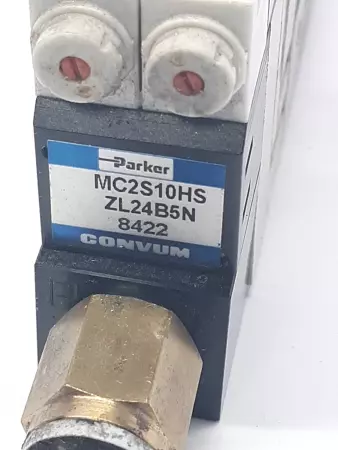 Parker
MC2S10HS
ZL24B5N
8422
CONVUM